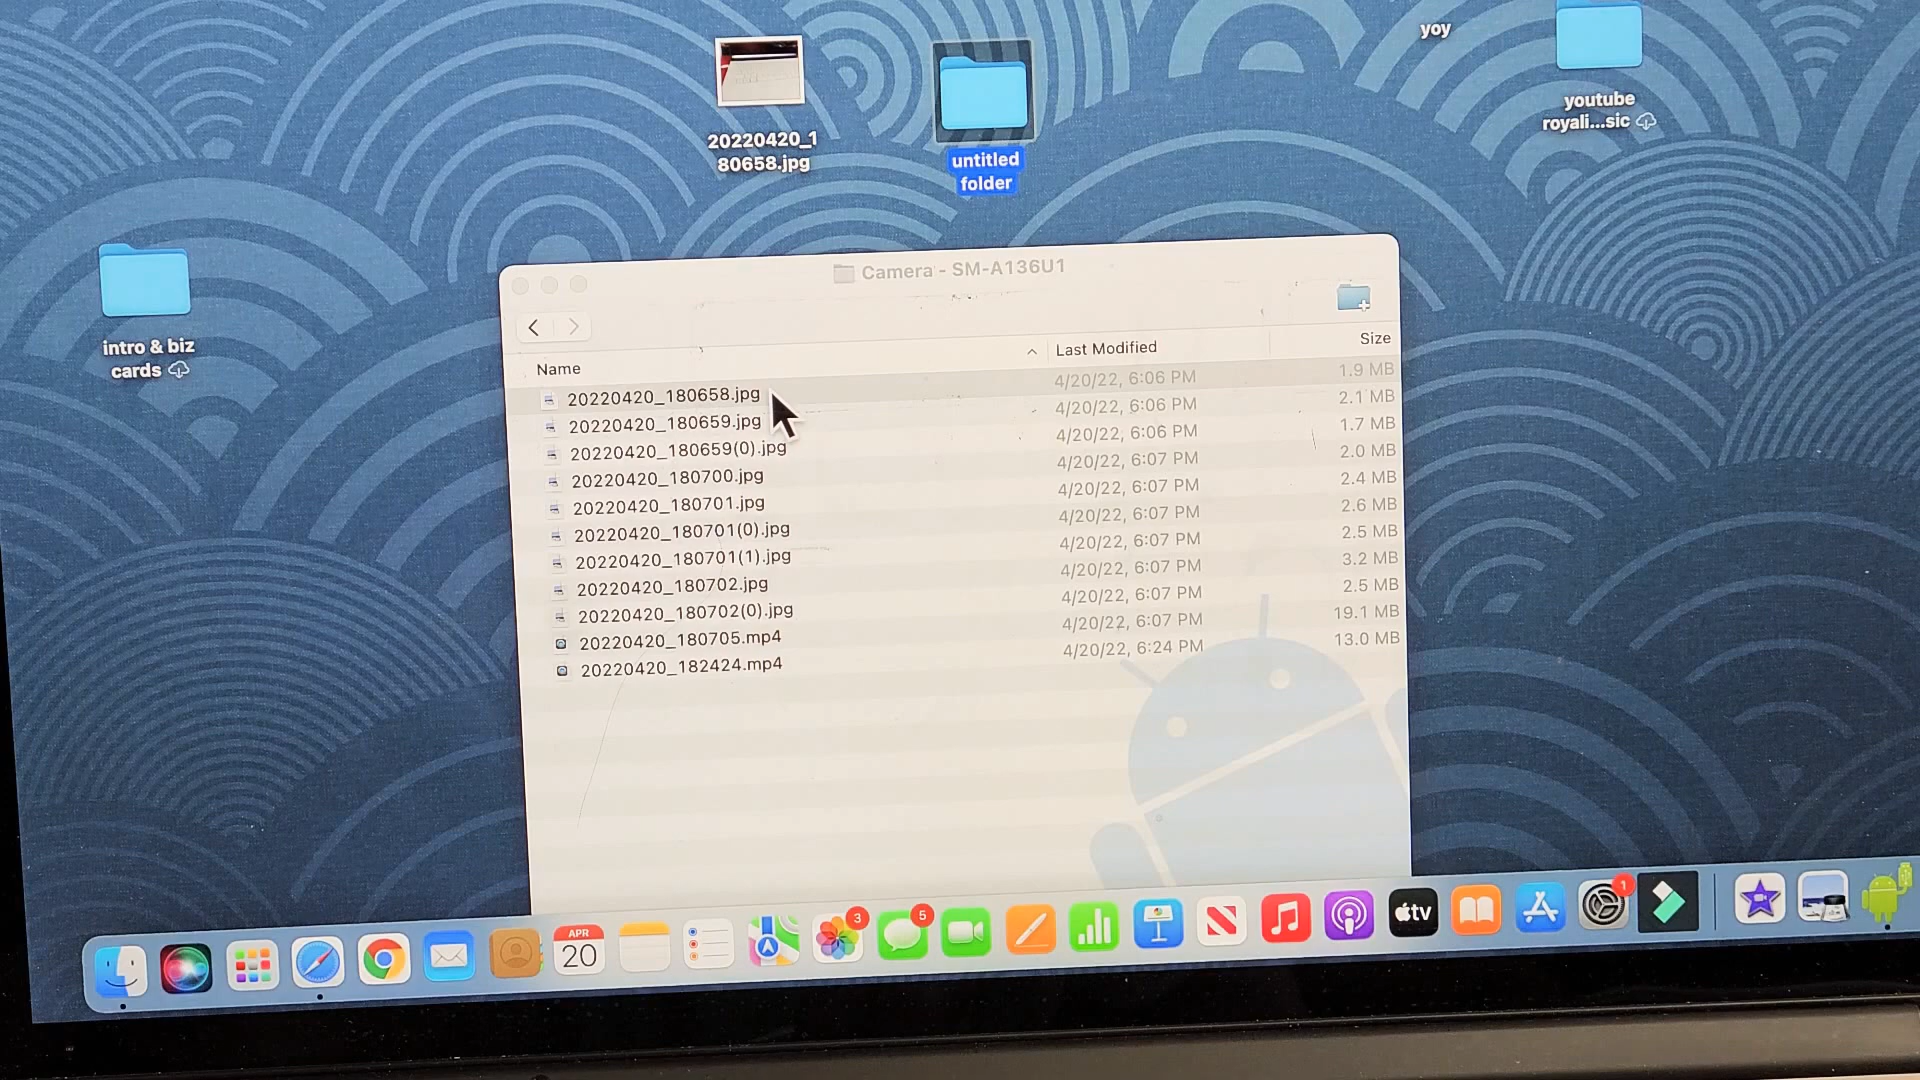 yoy
20220420_1
80658.jpg
untitled
folder
youtube
royali...sic
intro & biz
cards
Camera - SM-A136U1
Name
Last Modified
Size
20220420_180658.jpg 4/20/22, 6:06 PM 1.9 MB
20220420_180659.jpg 4/20/22, 6:06 PM 2.1 MB
20220420_180659(0).jpg 4/20/22, 6:06 PM 1.7 MB
20220420_180700.jpg 4/20/22, 6:07 PM 2.0 MB
20220420_180701.jpg 4/20/22, 6:07 PM 2.4 MB
20220420_180701(0).jpg 4/20/22, 6:07 PM 2.6 MB
20220420_180701(1).jpg 4/20/22, 6:07 PM 2.5 MB
20220420_180702.jpg 4/20/22, 6:07 PM 3.2 MB
20220420_180702(0).jpg 4/20/22, 6:07 PM 2.5 MB
20220420_180705.mp4 4/20/22, 6:07 PM 19.1 MB
20220420_182424.mp4 4/20/22, 6:24 PM 13.0 MB
APR
20
3
5
tv
1